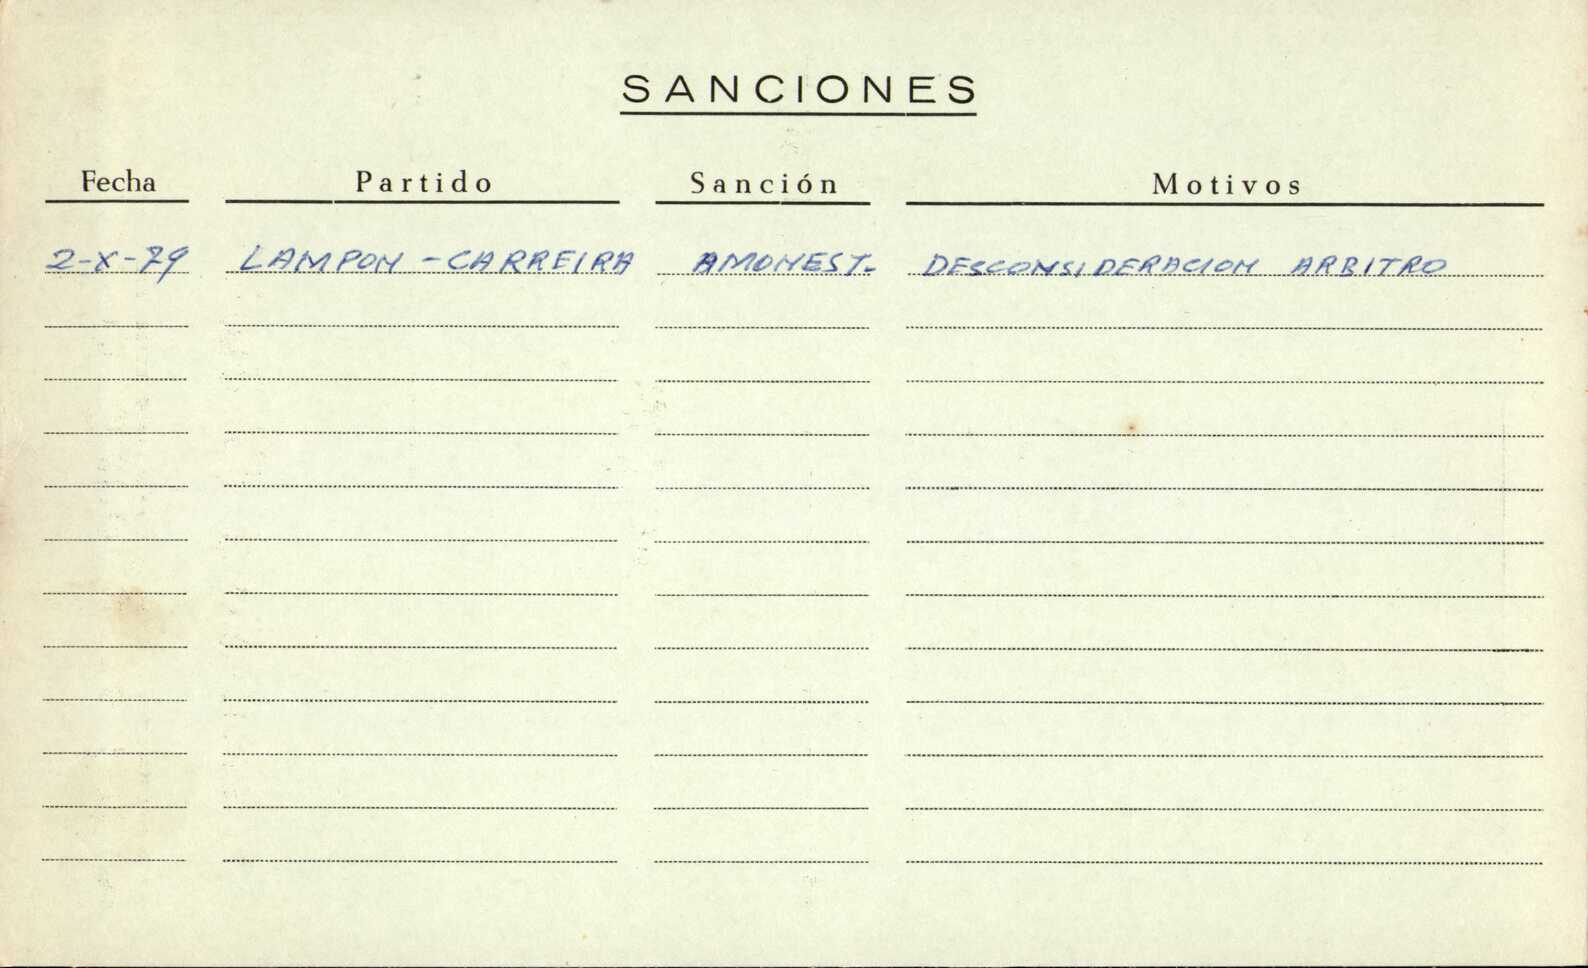 SANCIONES
Fecha Partido Sanción Motivos
2-X-79 LAMPON - CARREIRA AMONEST. DESCONSIDERACION ARBITRO